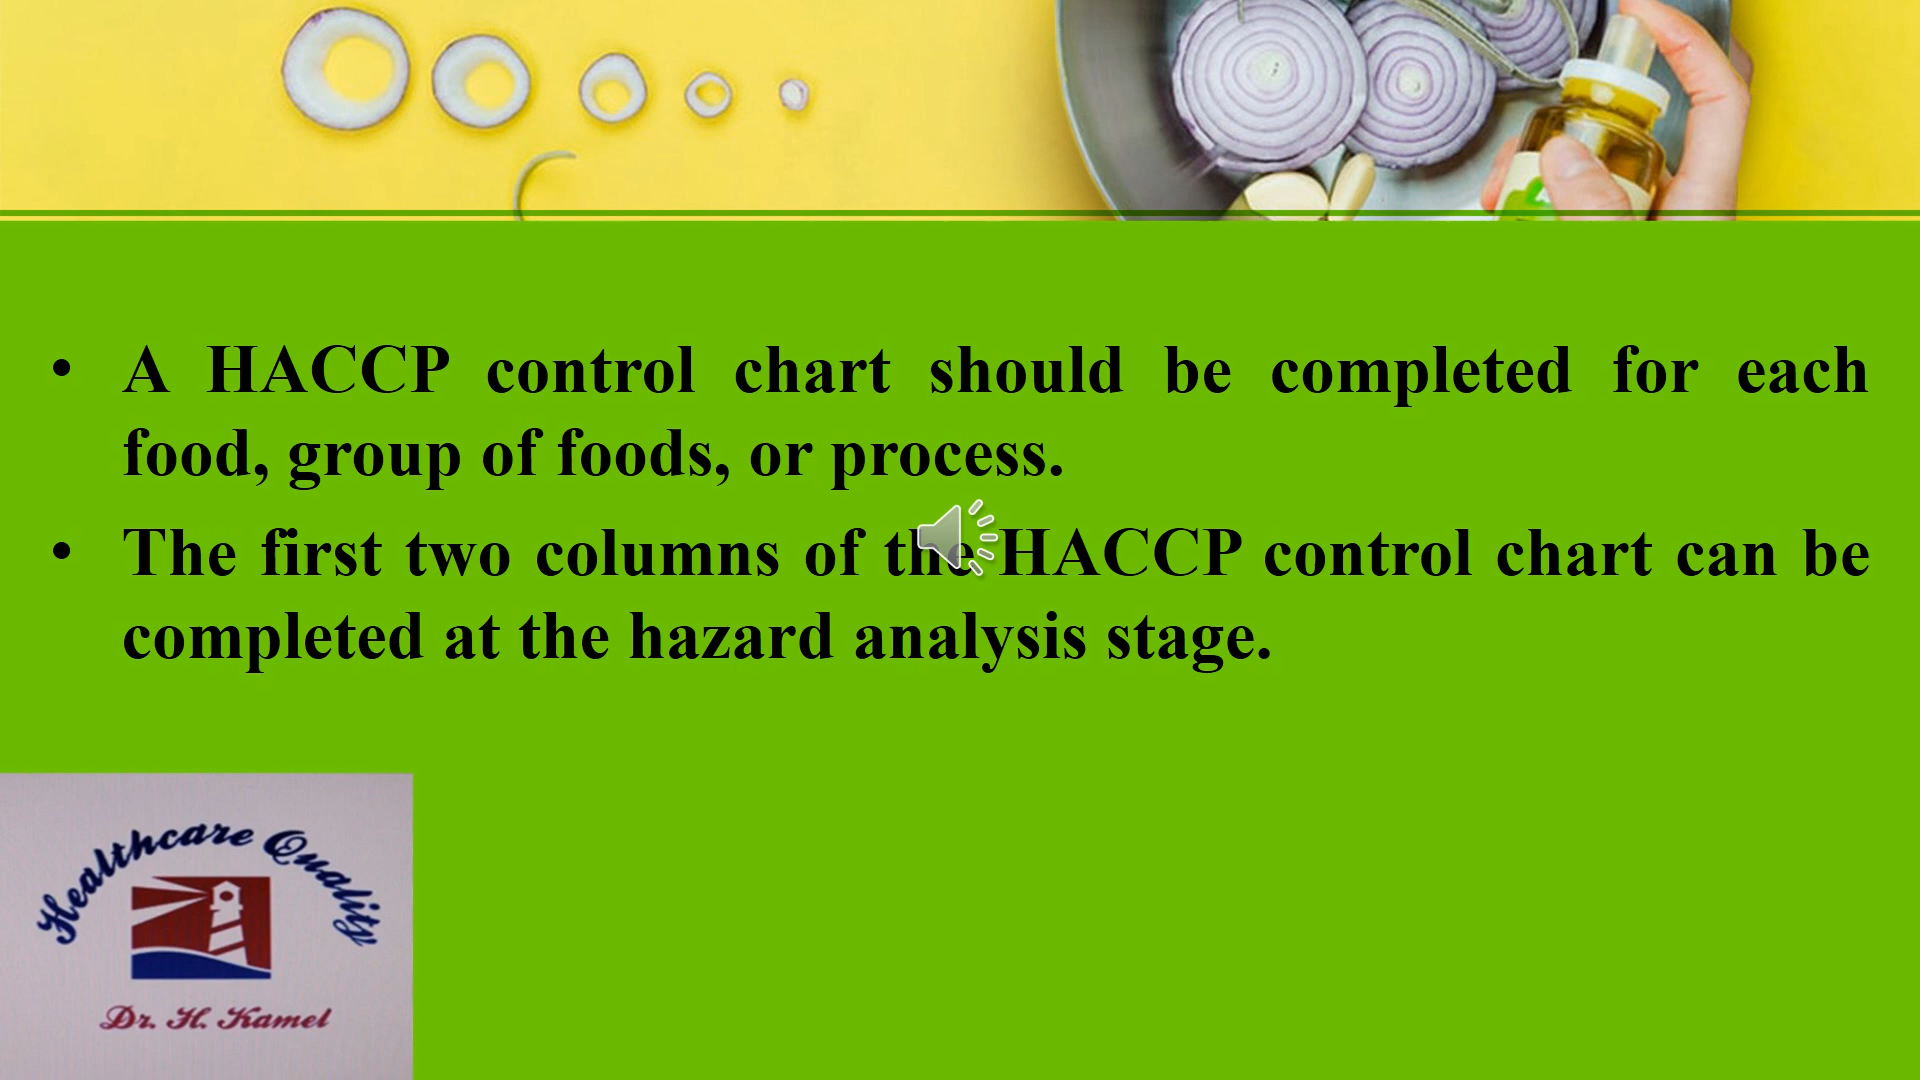 • A HACCP control chart should be completed for each
food, group of foods, or process.
• The first two columns of the HACCP control chart can be
completed at the hazard analysis stage.
Healthcare Quality
Dr. H. Kamel